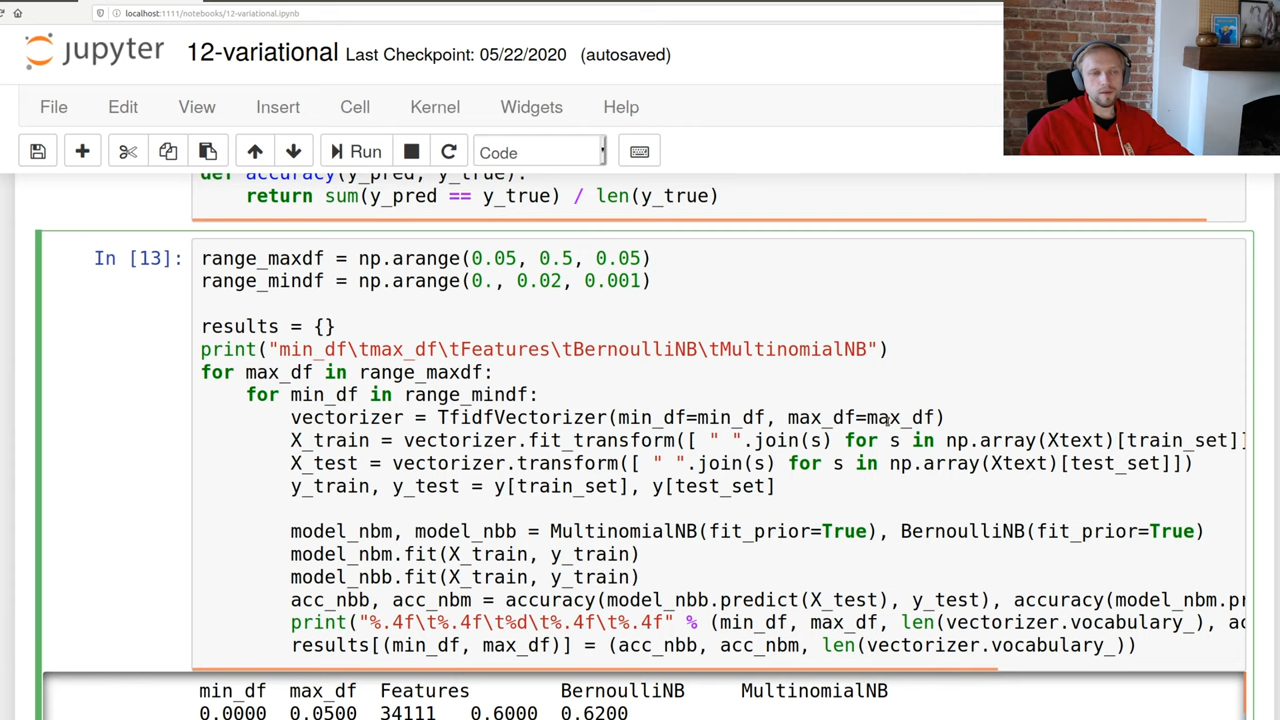 localhost:1111/notebooks/12-variational.ipynb
jupyter 12-variational Last Checkpoint: 05/22/2020 (autosaved)
File Edit View Insert Cell Kernel Widgets Help
Run Code
def accuracy(y_pred, y_true):
return sum(y_pred == y_true) / len(y_true)
In [13]: range_maxdf = np.arange(0.05, 0.5, 0.05)
range_mindf = np.arange(0., 0.02, 0.001)
results = {}
print("min_df\tmax_df\tFeatures\tBernoulliNB\tMultinomialNB")
for max_df in range_maxdf:
for min_df in range_mindf:
vectorizer = TfidfVectorizer(min_df=min_df, max_df=max_df)
X_train = vectorizer.fit_transform([ " ".join(s) for s in np.array(Xtext)[train_set]]
X_test = vectorizer.transform([ " ".join(s) for s in np.array(Xtext)[test_set]])
y_train, y_test = y[train_set], y[test_set]
model_nbm, model_nbb = MultinomialNB(fit_prior=True), BernoulliNB(fit_prior=True)
model_nbm.fit(X_train, y_train)
model_nbb.fit(X_train, y_train)
acc_nbb, acc_nbm = accuracy(model_nbb.predict(X_test), y_test), accuracy(model_nbm.pr
print("%.4f\t%.4f\t%d\t%.4f\t%.4f" % (min_df, max_df, len(vectorizer.vocabulary_), ac
results[(min_df, max_df)] = (acc_nbb, acc_nbm, len(vectorizer.vocabulary_))
min_df max_df Features BernoulliNB MultinomialNB
0.0000 0.0500 34111 0.6000 0.6200